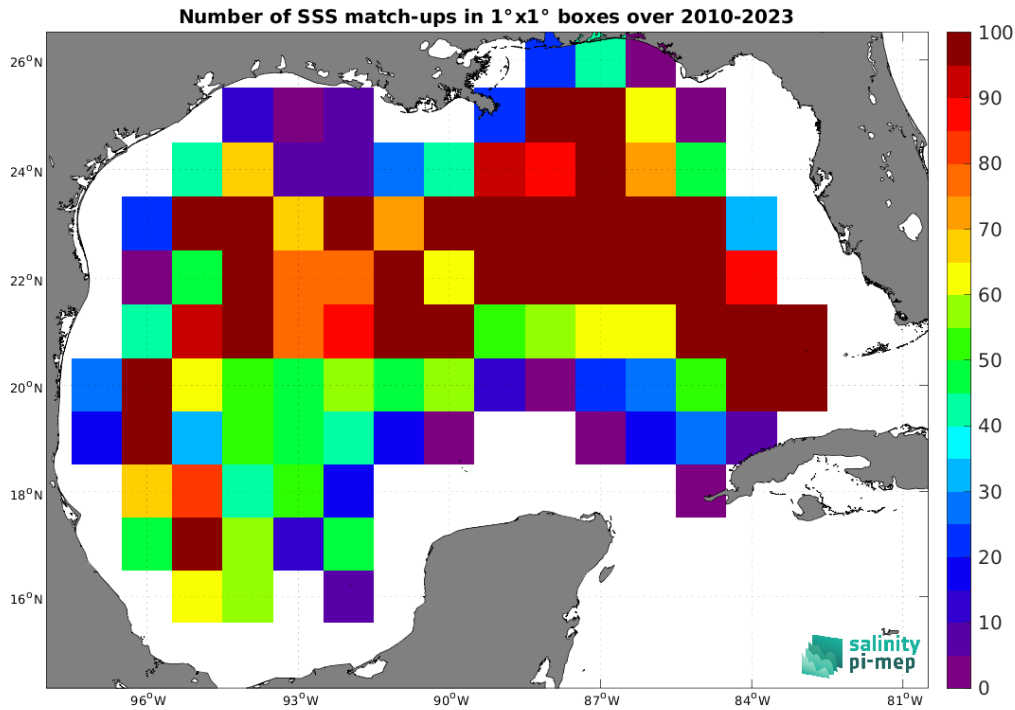 Number of SSS match-ups in 1°x1° boxes over 2010-2023
26°N
24°N
22°N
20°N
18°N
16°N
96°W
93°W
90°W
87°W
84°W
81°W
100
90
80
70
60
50
40
30
20
10
0
salinity
pi-mep